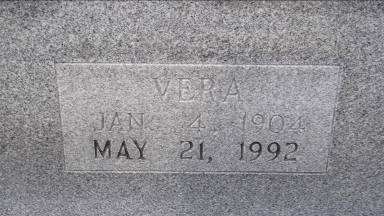 VERA
JAN. 4, 1904
MAY 21, 1992